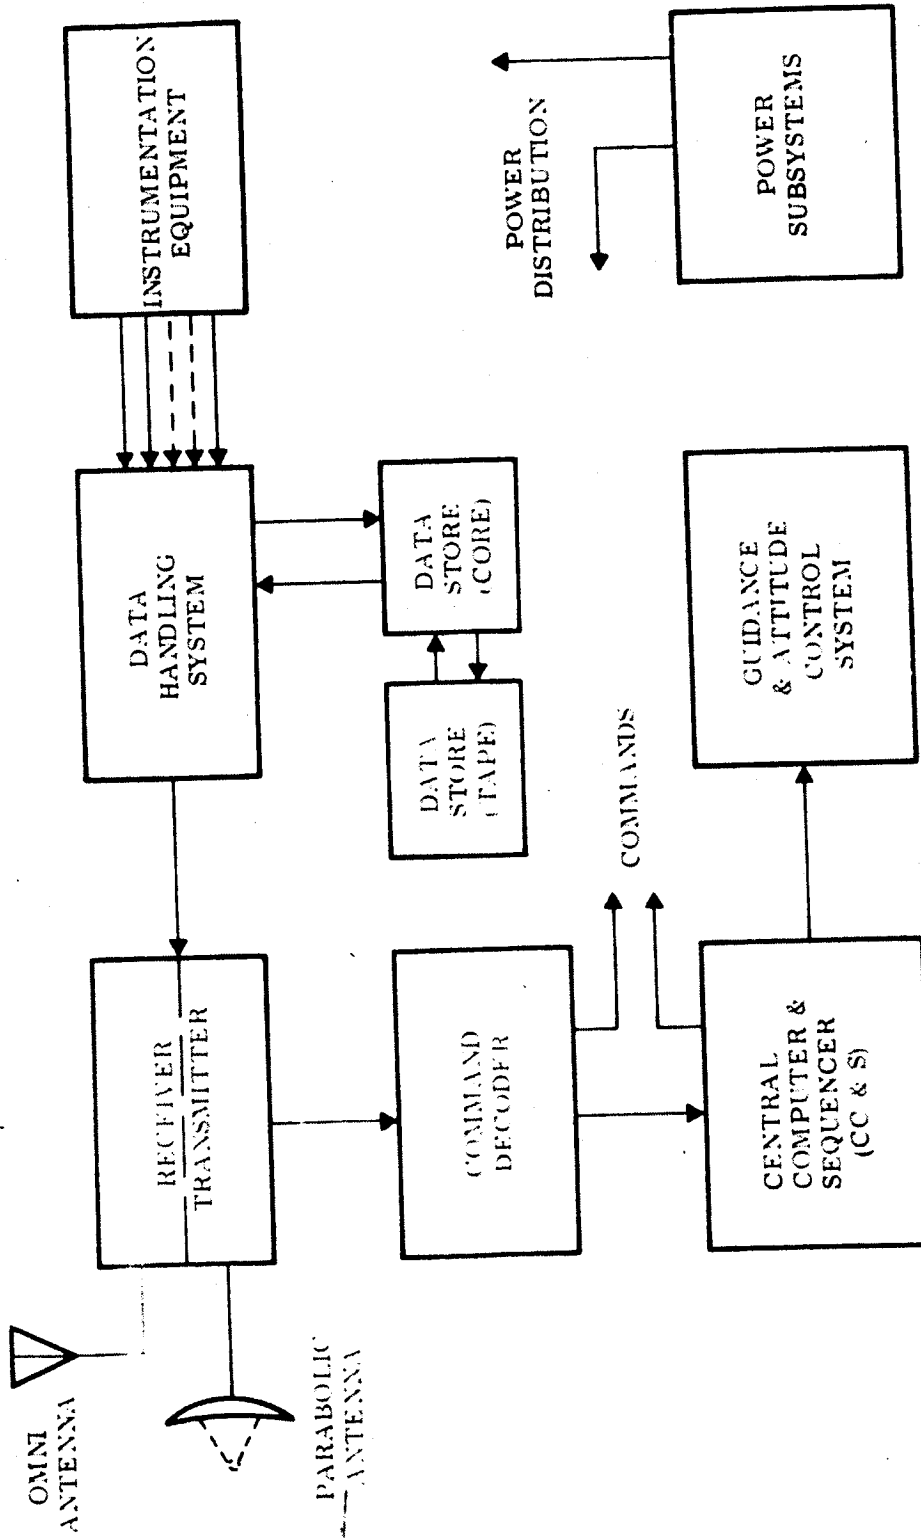 OMNI
ANTENNA
PARABOLIC
ANTENNA
RECEIVER
TRANSMITTER
DATA
HANDLING
SYSTEM
INSTRUMENTATION
EQUIPMENT
DATA
STORE
(TAPE)
DATA
STORE
(CORE)
COMMAND
DECODER
COMMANDS
POWER
DISTRIBUTION
CENTRAL
COMPUTER &
SEQUENCER
(CC & S)
GUIDANCE
& ATTITUDE
CONTROL
SYSTEM
POWER
SUBSYSTEMS